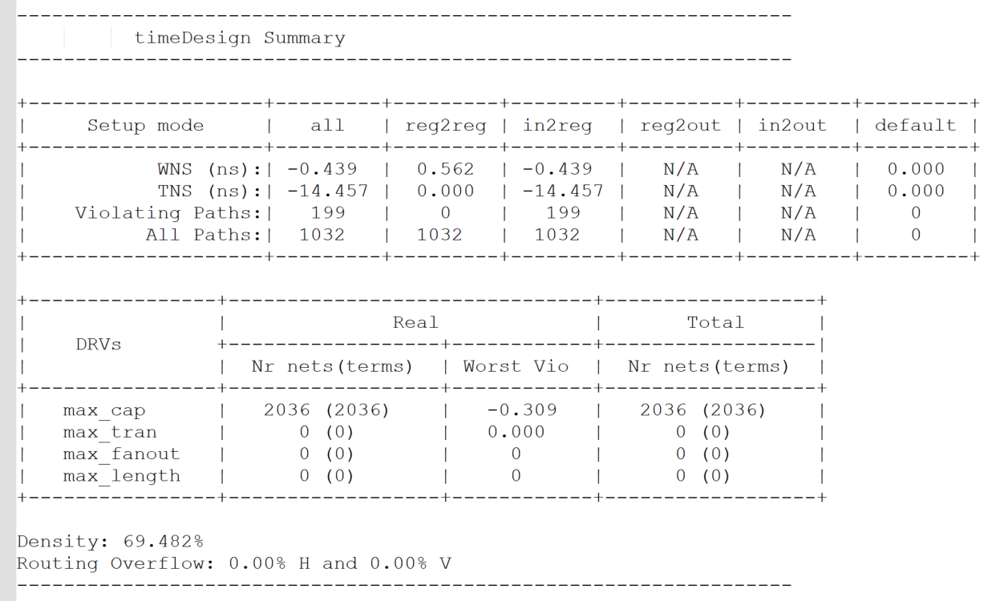 ------------------------------------------------------------------
          timeDesign Summary
------------------------------------------------------------------

+--------------------+---------+---------+---------+---------+---------+---------+
|     Setup mode     |   all   | reg2reg | in2reg  | reg2out | in2out  | default |
+--------------------+---------+---------+---------+---------+---------+---------+
|           WNS (ns):| -0.439  |  0.562  | -0.439  |   N/A   |   N/A   |  0.000  |
|           TNS (ns):| -14.457 |  0.000  | -14.457 |   N/A   |   N/A   |  0.000  |
|    Violating Paths:|   199   |    0    |   199   |   N/A   |   N/A   |    0    |
|          All Paths:|  1032   |  1032   |  1032   |   N/A   |   N/A   |    0    |
+--------------------+---------+---------+---------+---------+---------+---------+

+----------------+-------------------------------+------------------+
|                |              Real             |       Total      |
|    DRVs        +------------------+------------+------------------|
|                |  Nr nets(terms)  | Worst Vio  |  Nr nets(terms)  |
+----------------+------------------+------------+------------------+
|   max_cap      |   2036 (2036)    |   -0.309   |   2036 (2036)    |
|   max_tran     |      0 (0)       |   0.000    |      0 (0)       |
|   max_fanout   |      0 (0)       |     0      |      0 (0)       |
|   max_length   |      0 (0)       |     0      |      0 (0)       |
+----------------+------------------+------------+------------------+

Density: 69.482%
Routing Overflow: 0.00% H and 0.00% V
------------------------------------------------------------------